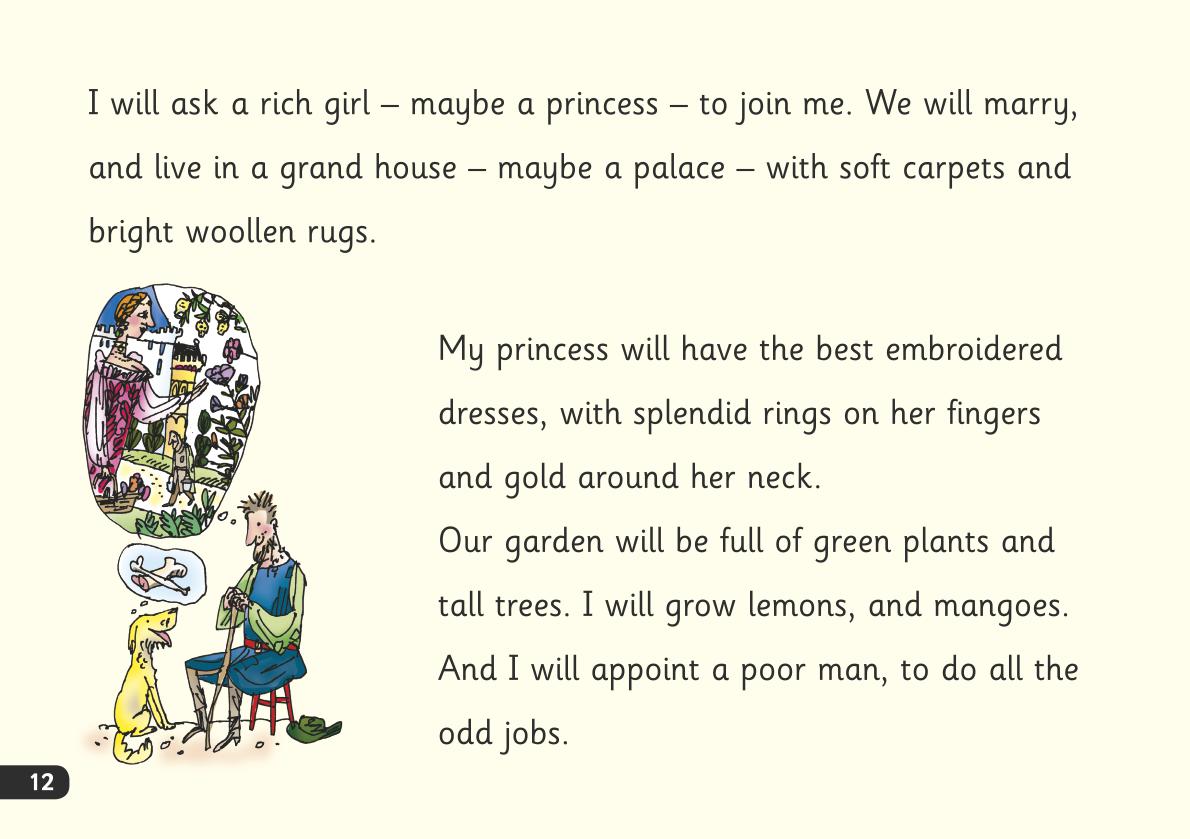 I will ask a rich girl – maybe a princess – to join me. We will marry,
and live in a grand house – maybe a palace – with soft carpets and
bright woollen rugs.
My princess will have the best embroidered
dresses, with splendid rings on her fingers
and gold around her neck.
Our garden will be full of green plants and
tall trees. I will grow lemons, and mangoes.
And I will appoint a poor man, to do all the
odd jobs.
12